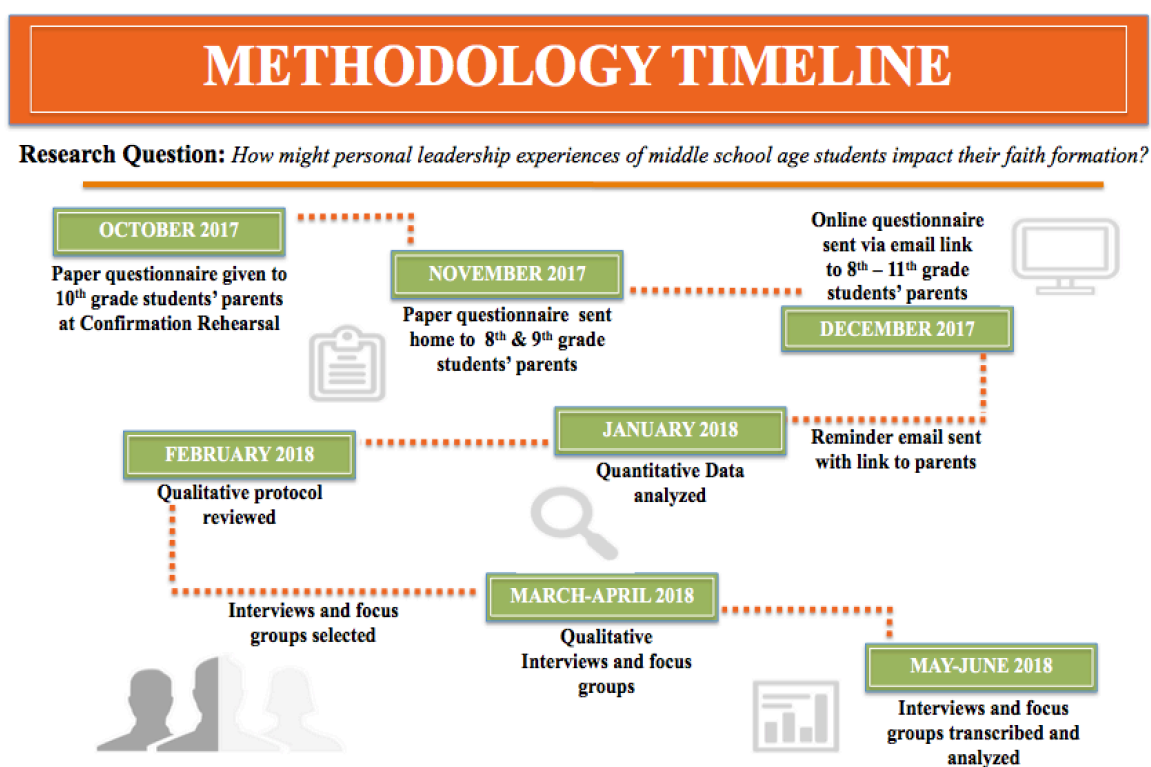 METHODOLOGY TIMELINE
Research Question: How might personal leadership experiences of middle school age students impact their faith formation?
OCTOBER 2017
Paper questionnaire given to
10th grade students' parents
at Confirmation Rehearsal
NOVEMBER 2017
Paper questionnaire sent
home to 8th & 9th grade
students' parents
Online questionnaire
sent via email link
to 8th – 11th grade
students' parents
DECEMBER 2017
Reminder email sent
with link to parents
JANUARY 2018
Quantitative Data
analyzed
FEBRUARY 2018
Qualitative protocol
reviewed
Interviews and focus
groups selected
MARCH-APRIL 2018
Qualitative
Interviews and focus
groups
MAY-JUNE 2018
Interviews and focus
groups transcribed and
analyzed